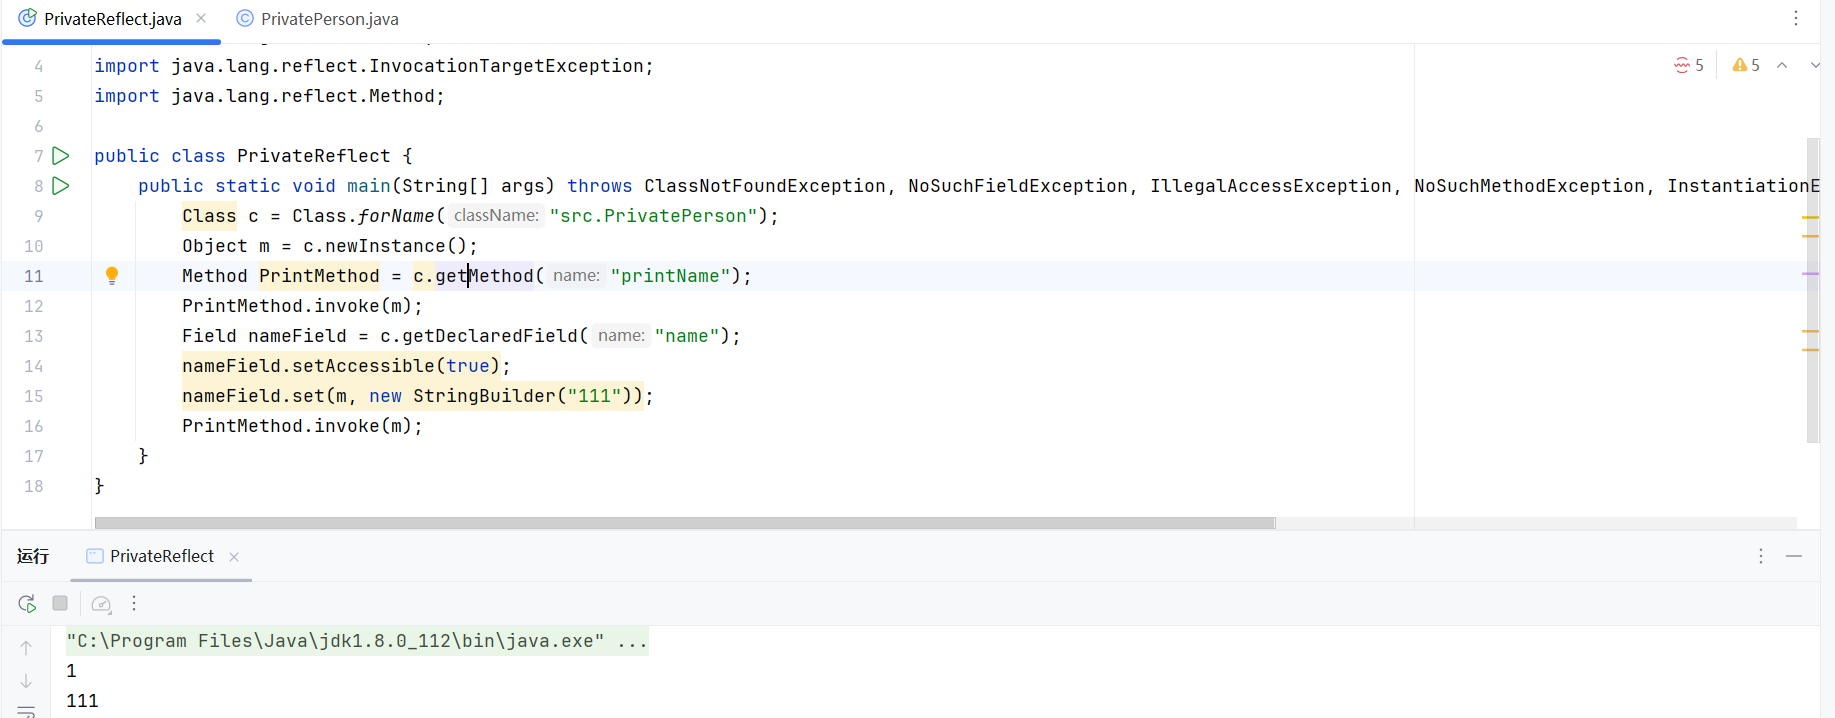 PrivateReflect.java
PrivatePerson.java
5
5
4 import java.lang.reflect.InvocationTargetException;
5 import java.lang.reflect.Method;
6
7 public class PrivateReflect {
8 public static void main(String[] args) throws ClassNotFoundException, NoSuchFieldException, IllegalAccessException, NoSuchMethodException, InstantiationE
9 Class c = Class.forName( className: "src.PrivatePerson");
10 Object m = c.newInstance();
11 Method PrintMethod = c.getMethod( name: "printName");
12 PrintMethod.invoke(m);
13 Field nameField = c.getDeclaredField( name: "name");
14 nameField.setAccessible(true);
15 nameField.set(m, new StringBuilder("111"));
16 PrintMethod.invoke(m);
17 }
18 }
运行
PrivateReflect
"C:\Program Files\Java\jdk1.8.0_112\bin\java.exe" ...
1
111